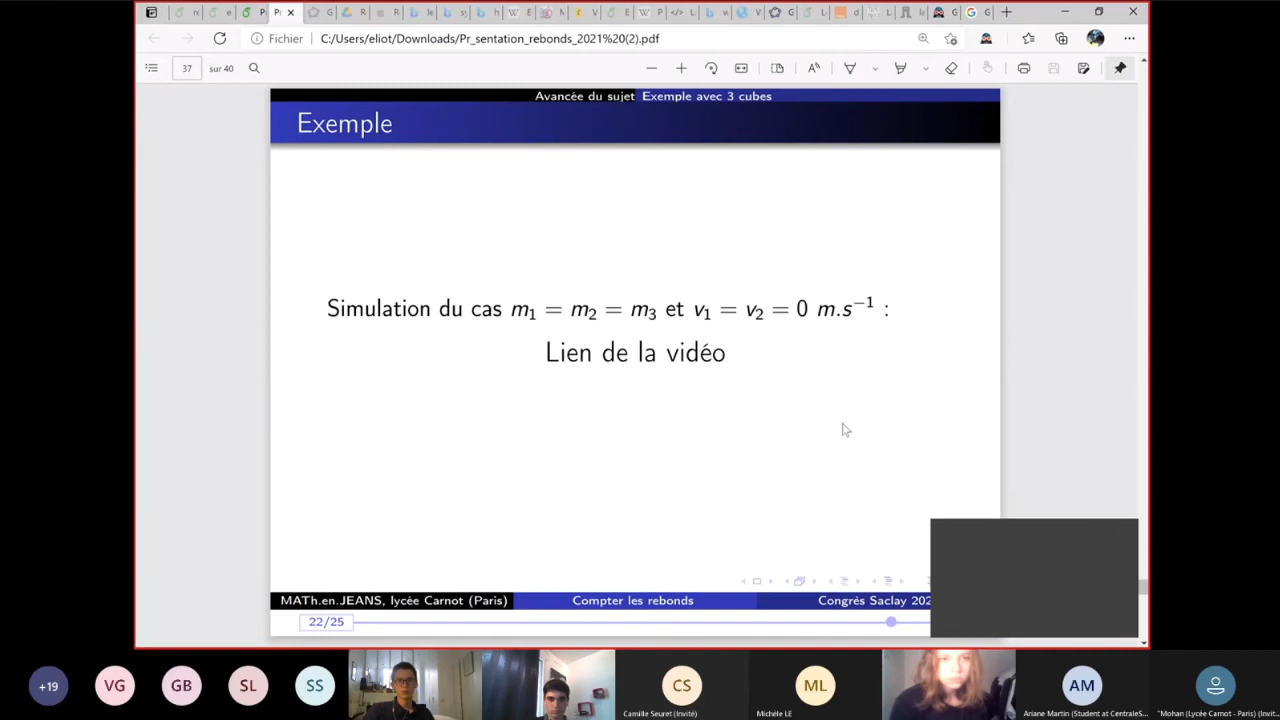 Fichier
C:/Users/eliot/Downloads/Pr_sentation_rebonds_2021%20(2).pdf
37
sur 40
Avancée du sujet Exemple avec 3 cubes
Exemple
Simulation du cas m₁ = m₂ = m₃ et v₁ = v₂ = 0 m.s⁻¹ :
Lien de la vidéo
MATh.en.JEANS, lycée Carnot (Paris)
Compter les rebonds
Congrés Saclay 202
22/25
+19
VG
GB
SL
SS
CS
Camille Seuret (Invité)
ML
Michèle LE
AM
Ariane Martin (Student at CentraleS...
"Mohan (Lycée Carnot - Paris) (Invit...